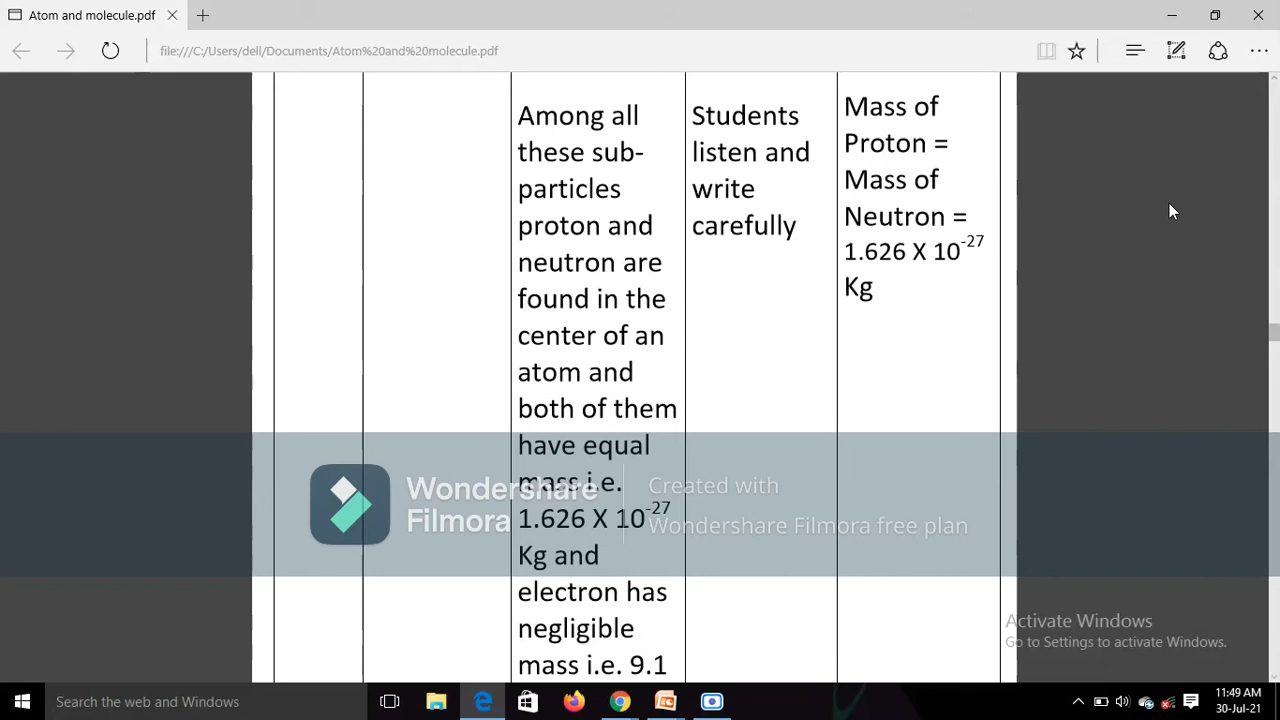 Atom and molecule.pdf
file:///C:/Users/dell/Documents/Atom%20and%20molecule.pdf
Among all
these sub-
particles
proton and
neutron are
found in the
center of an
atom and
both of them
have equal
mass i.e.
1.626 X 10⁻²⁷
Kg and
electron has
negligible
mass i.e. 9.1
Students
listen and
write
carefully
Mass of
Proton =
Mass of
Neutron =
1.626 X 10⁻²⁷
Kg
Wondershare
Filmora
Created with
Wondershare Filmora free plan
Activate Windows
Go to Settings to activate Windows.
Search the web and Windows
11:49 AM
30-Jul-21